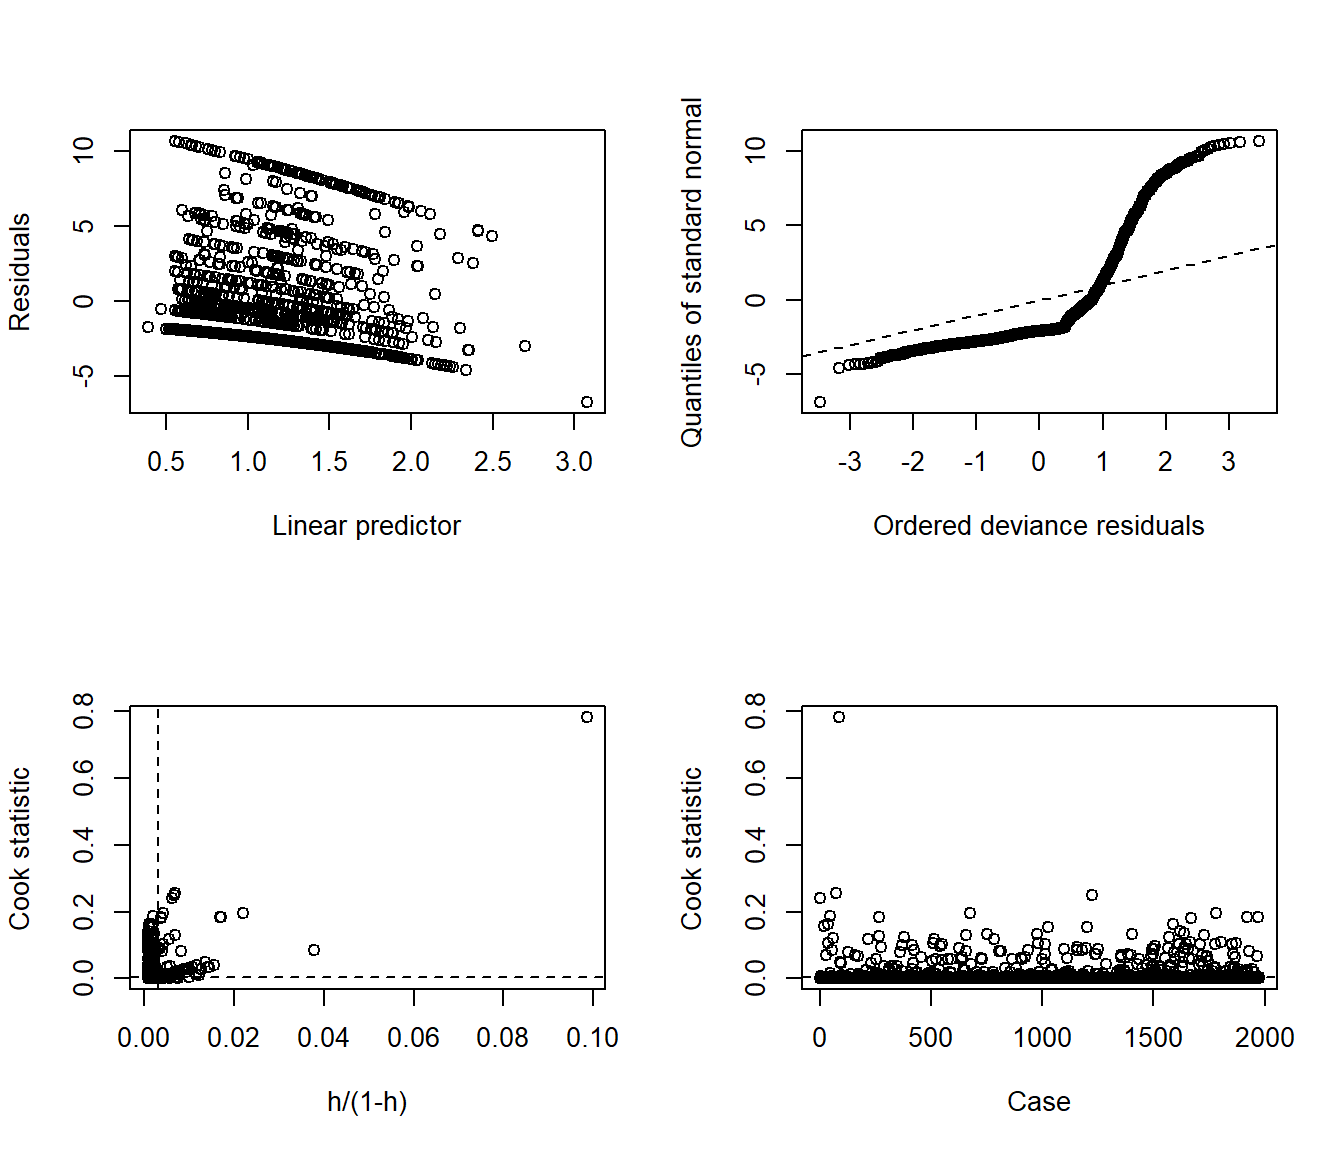 Residuals
10
5
0
-5
0.5 1.0 1.5 2.0 2.5 3.0
Linear predictor
Quantiles of standard normal
10
5
0
-5
-3 -2 -1 0 1 2 3
Ordered deviance residuals
Cook statistic
0.8
0.6
0.4
0.2
0.0
0.00 0.02 0.04 0.06 0.08 0.10
h/(1-h)
Cook statistic
0.8
0.6
0.4
0.2
0.0
0 500 1000 1500 2000
Case